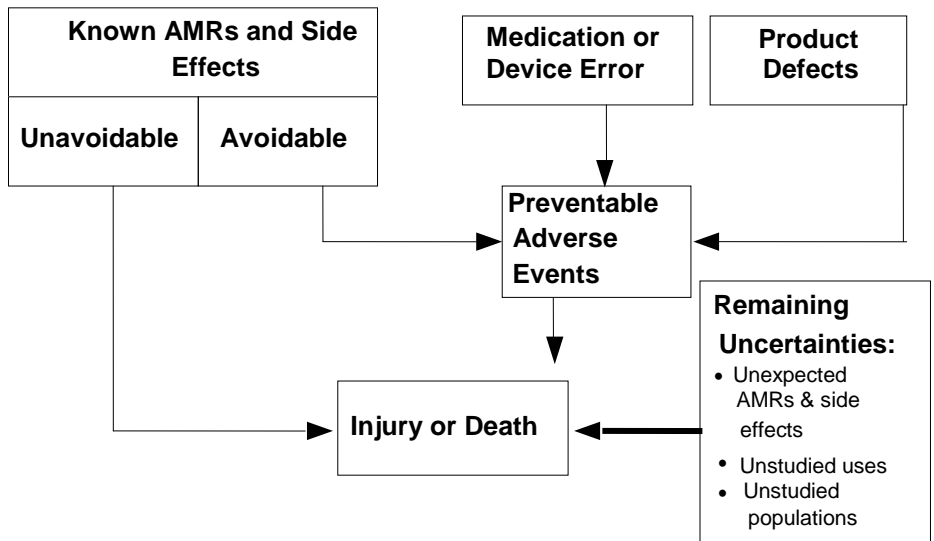 Known AMRs and Side
Effects
Unavoidable
Avoidable
Medication or
Device Error
Product
Defects
Preventable
Adverse
Events
Injury or Death
Remaining
Uncertainties:
• Unexpected
AMRs & side
effects
• Unstudied uses
• Unstudied
populations